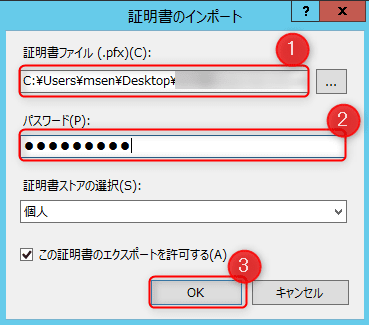 証明書のインポート
? x
証明書ファイル (.pfx)(C):
1
C:¥Users¥msen¥Desktop¥
...
パスワード(P):
2
●●●●●●●●●
証明書ストアの選択(S):
個人
この証明書のエクスポートを許可する(A)
3
OK キャンセル